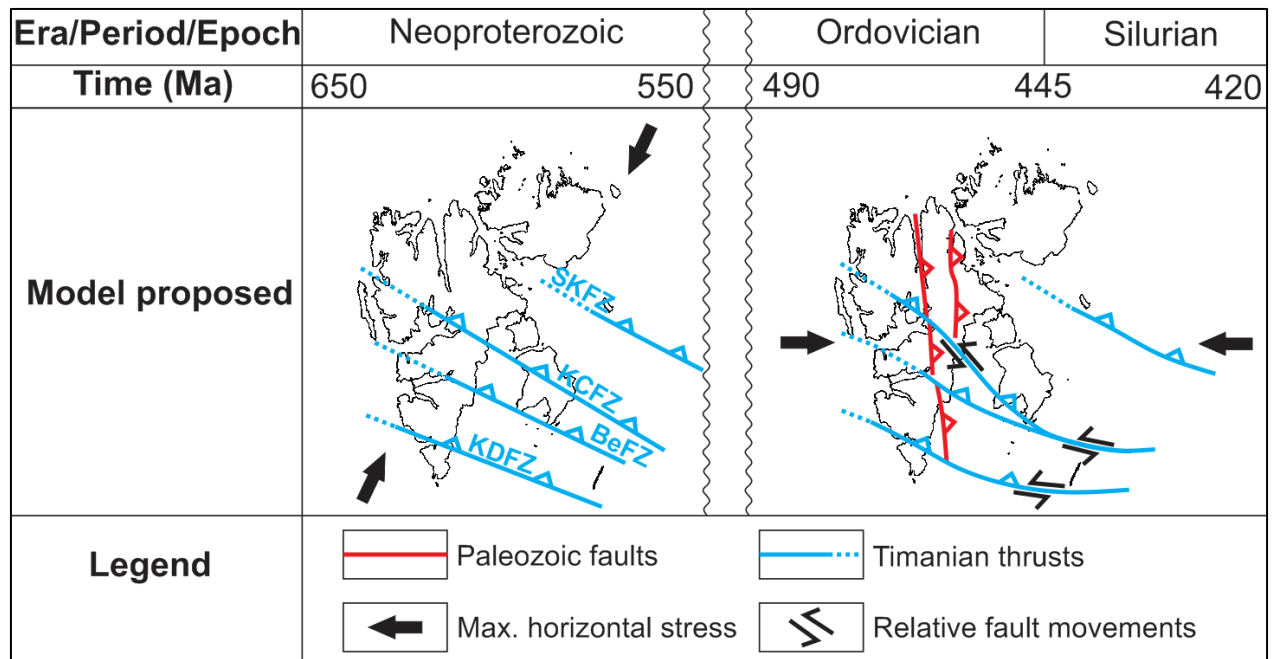 Era/Period/Epoch Neoproterozoic Ordovician Silurian
Time (Ma) 650 550 490 445 420
Model proposed
SKFZ
KCFZ
BeFZ
KDFZ
Legend
Paleozoic faults
Timanian thrusts
Max. horizontal stress
Relative fault movements